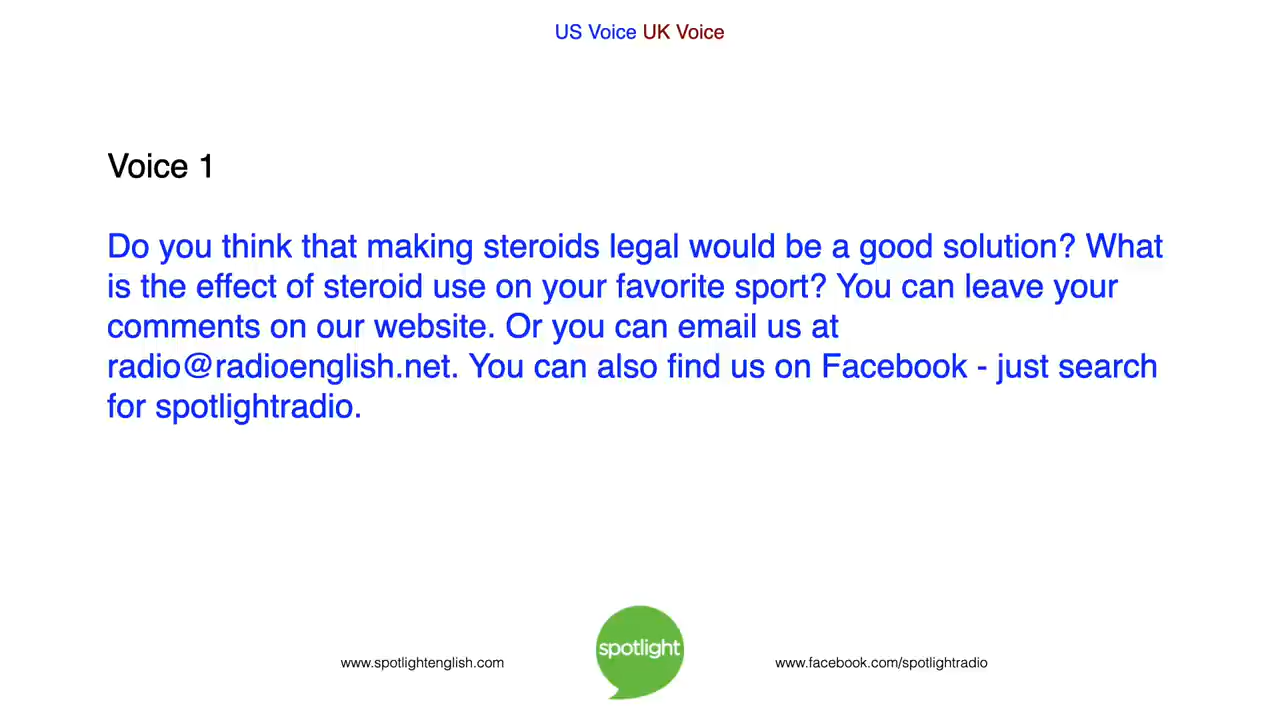 US Voice UK Voice
Voice 1
Do you think that making steroids legal would be a good solution? What
is the effect of steroid use on your favorite sport? You can leave your
comments on our website. Or you can email us at
radio@radioenglish.net. You can also find us on Facebook - just search
for spotlightradio.
spotlight
www.spotlightenglish.com
www.facebook.com/spotlightradio